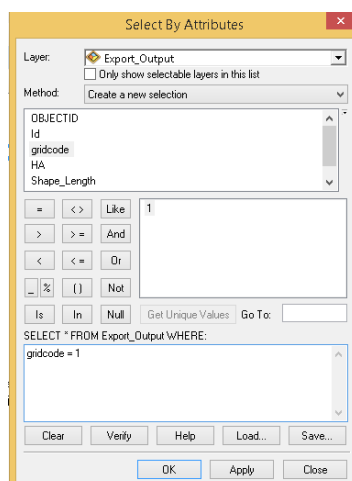 Select By Attributes
Layer: Export_Output
Only show selectable layers in this list
Method: Create a new selection
OBJECTID
Id
gridcode
HA
Shape_Length
= < > Like 1
> > = And
< < = Or
_ % ( ) Not
Is In Null Get Unique Values Go To:
SELECT * FROM Export_Output WHERE:
gridcode = 1
Clear Verify Help Load... Save...
OK Apply Close